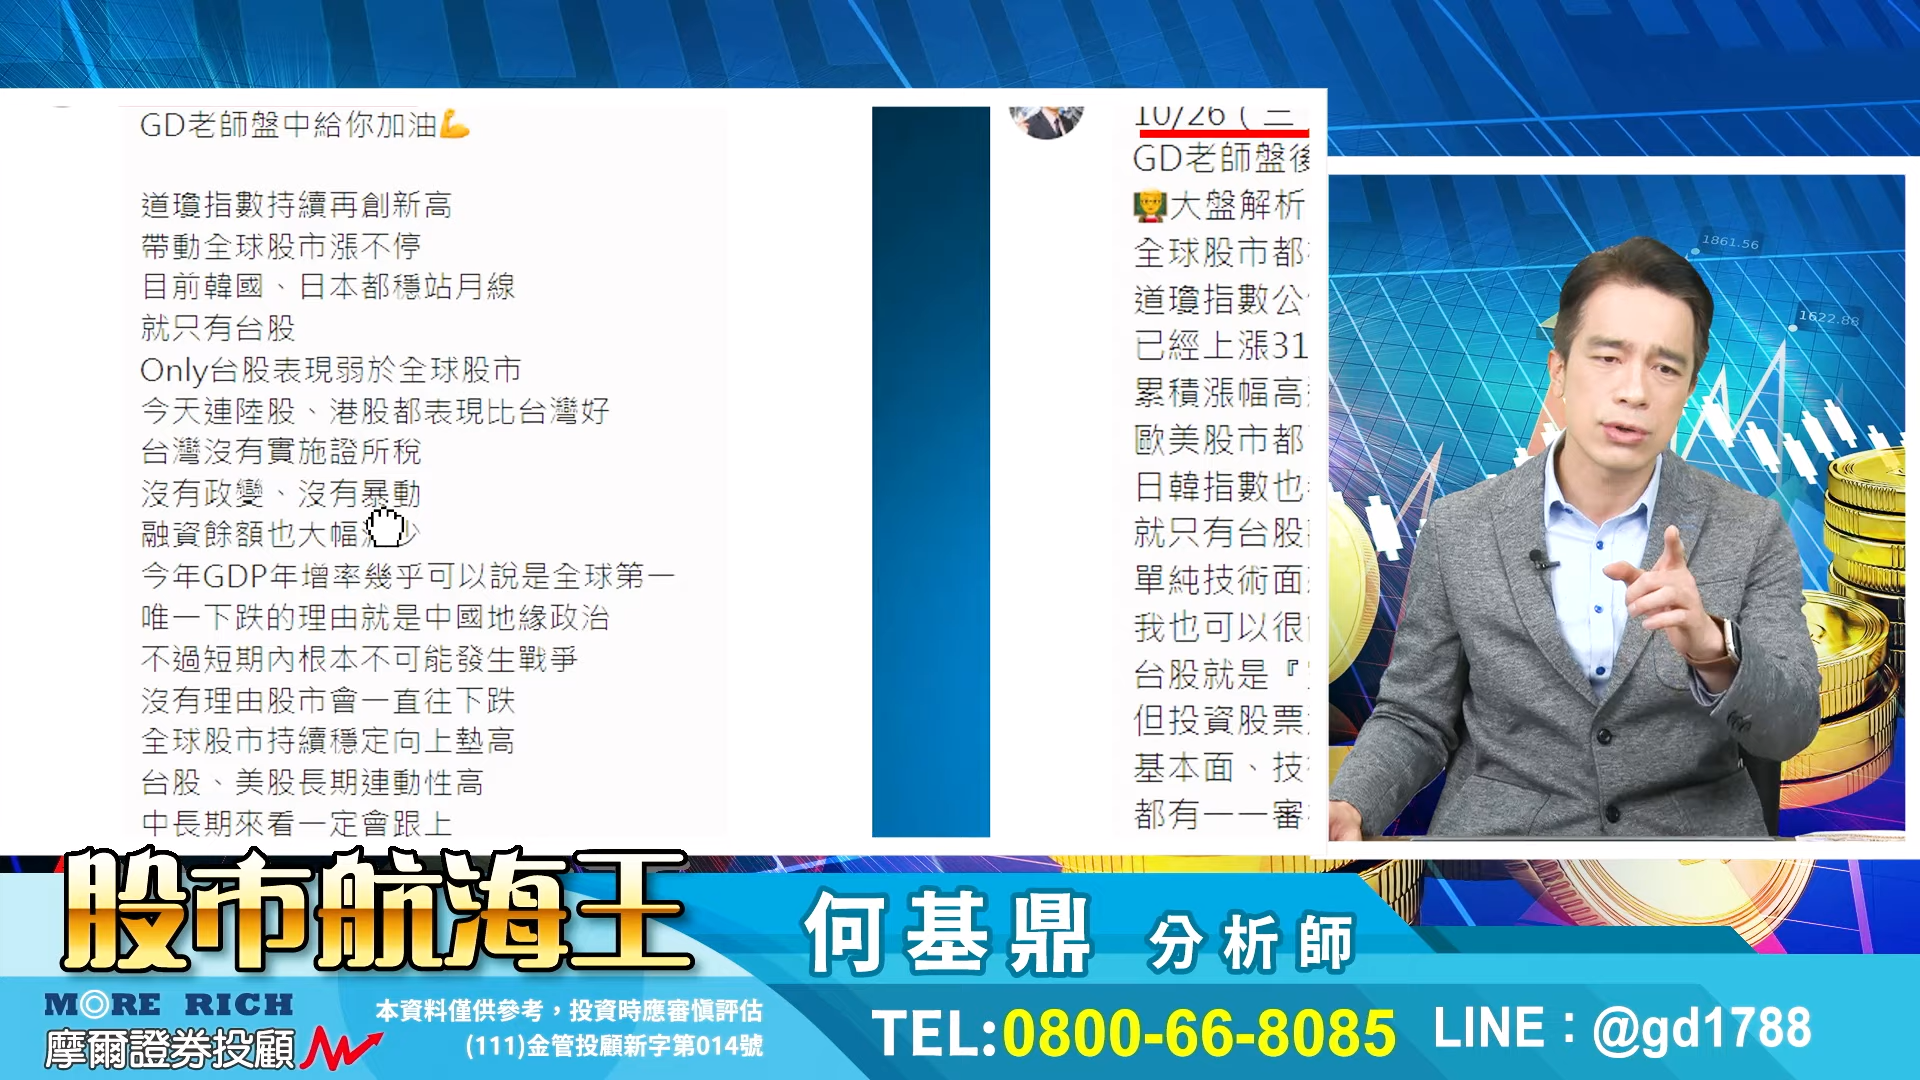 GD老師盤中給你加油💪
道瓊指數持續再創新高
帶動全球股市漲不停
目前韓國、日本都穩站月線
就只有台股
Only台股表現弱於全球股市
今天連陸股、港股都表現比台灣好
台灣沒有實施證所稅
沒有政變、沒有暴動
融資餘額也大幅減少
今年GDP年增率幾乎可以說是全球第一
唯一下跌的理由就是中國地緣政治
不過短期內根本不可能發生戰爭
沒有理由股市會一直往下跌
全球股市持續穩定向上墊高
台股、美股長期連動性高
中長期來看一定會跟上
10/26（三
GD老師盤後
大盤解析
全球股市都
道瓊指數公
已經上漲31
累積漲幅高
歐美股市都
日韓指數也
就只有台股
單純技術面
我也可以很
台股就是『
但投資股票
基本面、技
都有一一審
1861.56
1622.88
股市航海王
何基鼎 分析師
MORE RICH
摩爾證券投顧
本資料僅供參考，投資時應審慎評估
(111)金管投顧新字第014號
TEL:0800-66-8085
LINE：@gd1788